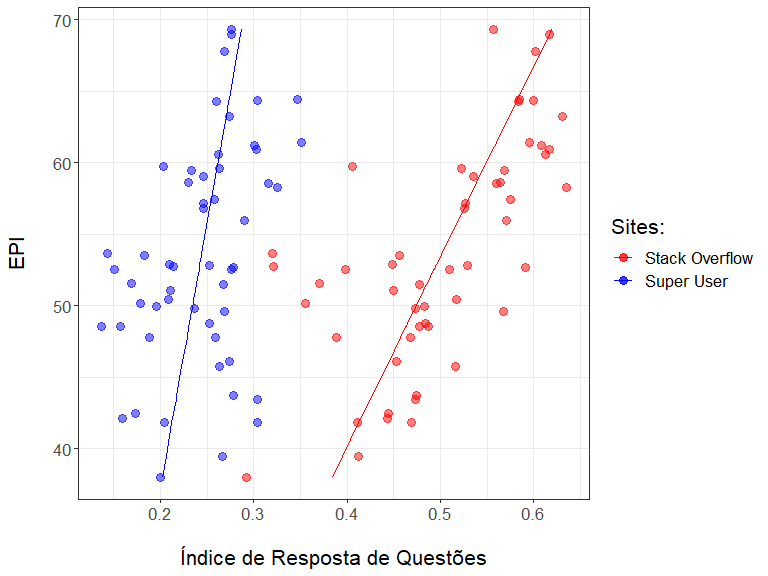 70
60
50
40
EPI
0.2
0.3
0.4
0.5
0.6
Índice de Resposta de Questões
Sites:
Stack Overflow
Super User